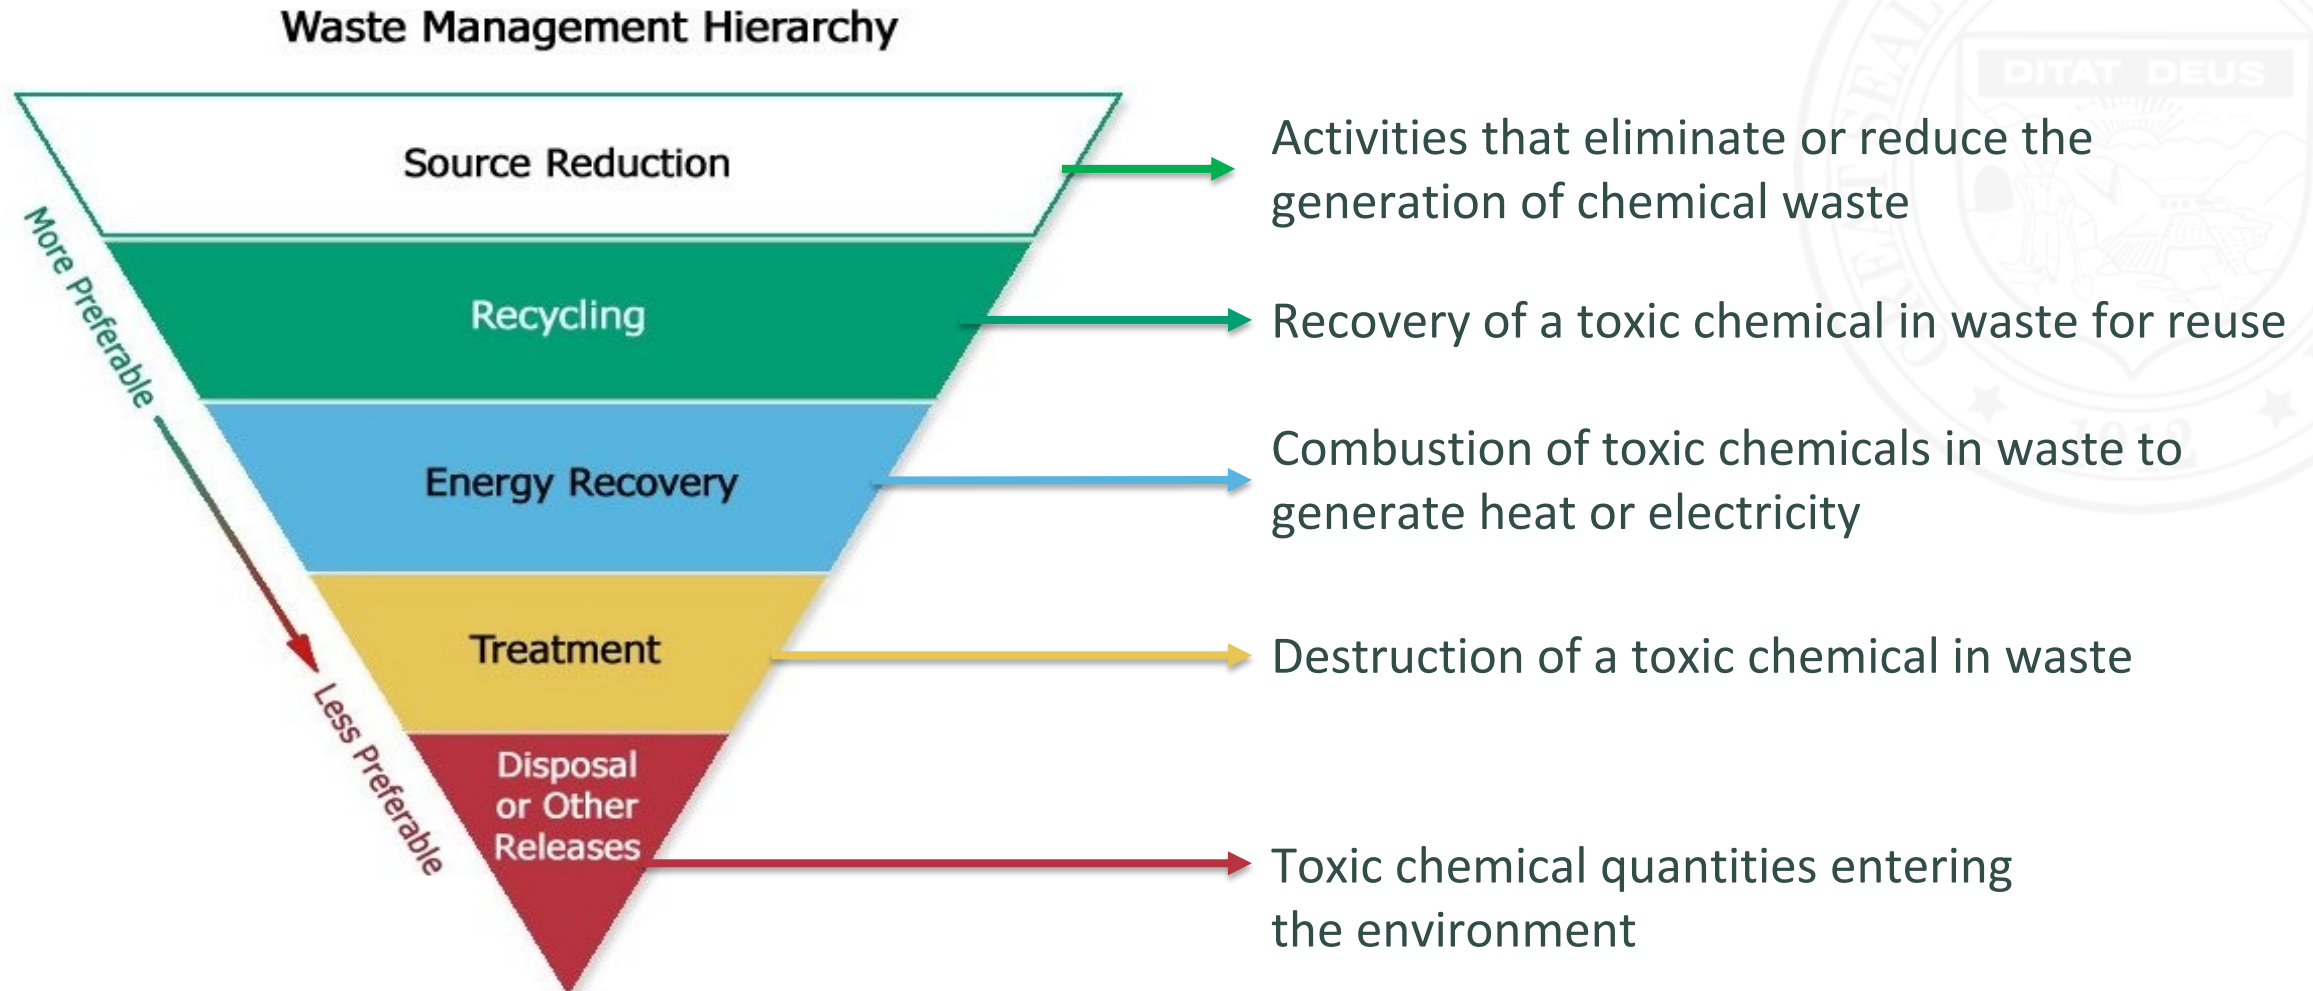 Waste Management Hierarchy
Source Reduction
Activities that eliminate or reduce the
generation of chemical waste
Recycling
Recovery of a toxic chemical in waste for reuse
Energy Recovery
Combustion of toxic chemicals in waste to
generate heat or electricity
Treatment
Destruction of a toxic chemical in waste
Disposal
or Other
Releases
Toxic chemical quantities entering
the environment
More Preferable
Less Preferable
DITAT DEUS
GREAT SEAL
1912